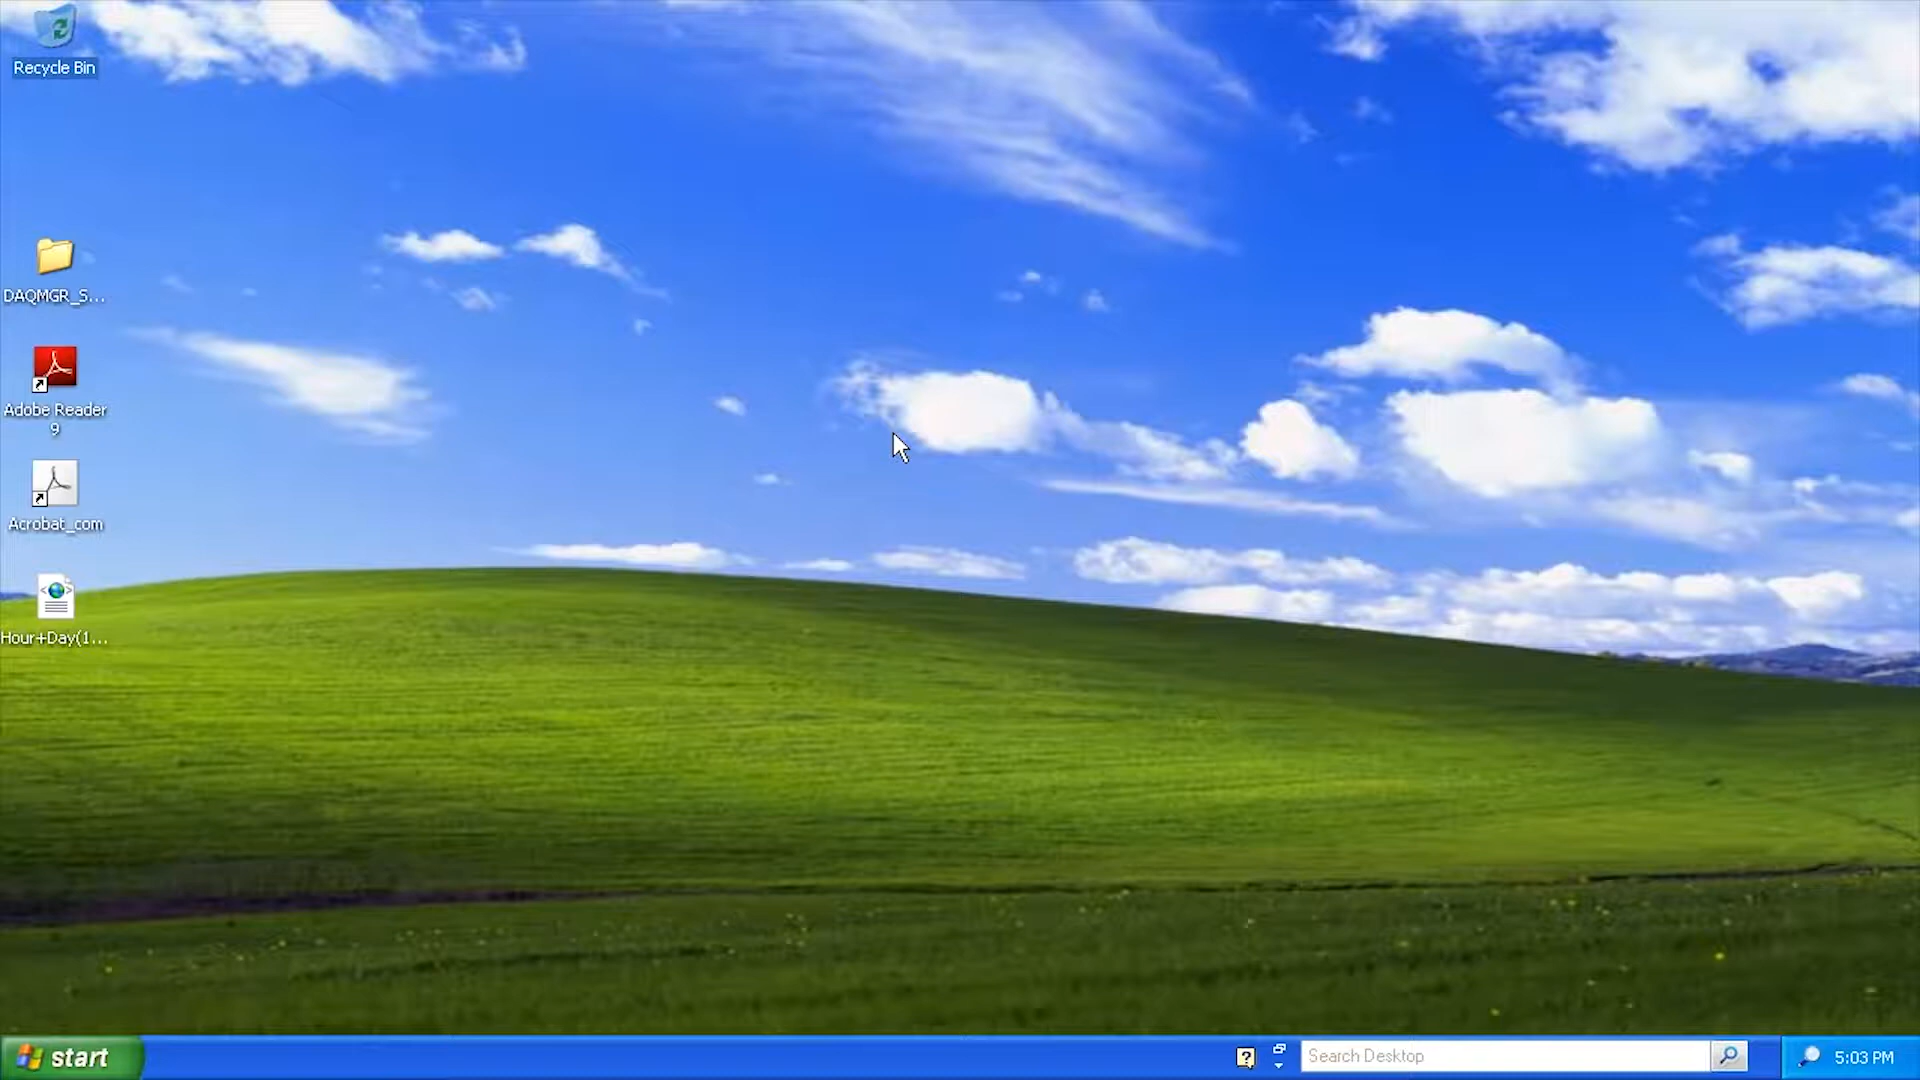 Recycle Bin
DAQMGR_S...
Adobe Reader
9
Acrobat_com
Hour+Day(1...
start
?
Search Desktop
5:03 PM